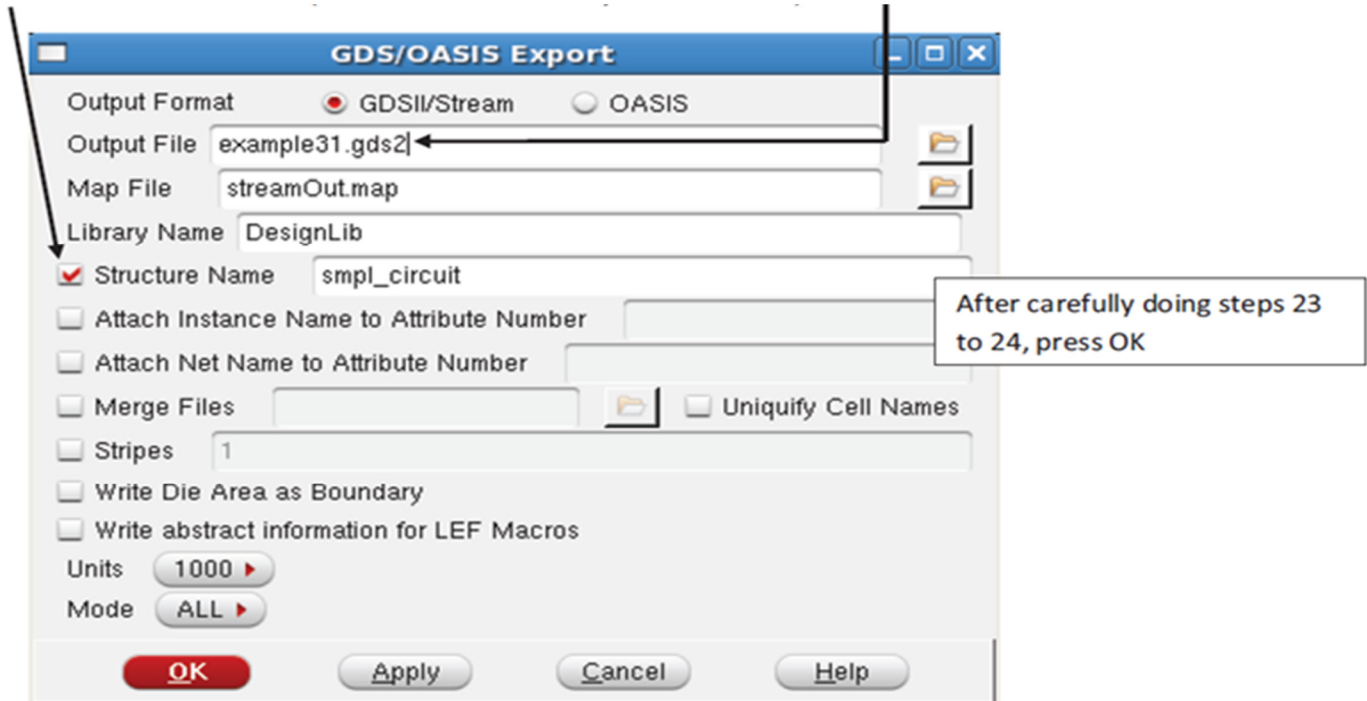 GDS/OASIS Export
Output Format GDSII/Stream OASIS
Output File example31.gds2
Map File streamOut.map
Library Name DesignLib
Structure Name smpl_circuit
After carefully doing steps 23
to 24, press OK
Attach Instance Name to Attribute Number
Attach Net Name to Attribute Number
Merge Files Uniquify Cell Names
Stripes 1
Write Die Area as Boundary
Write abstract information for LEF Macros
Units 1000
Mode ALL
OK Apply Cancel Help